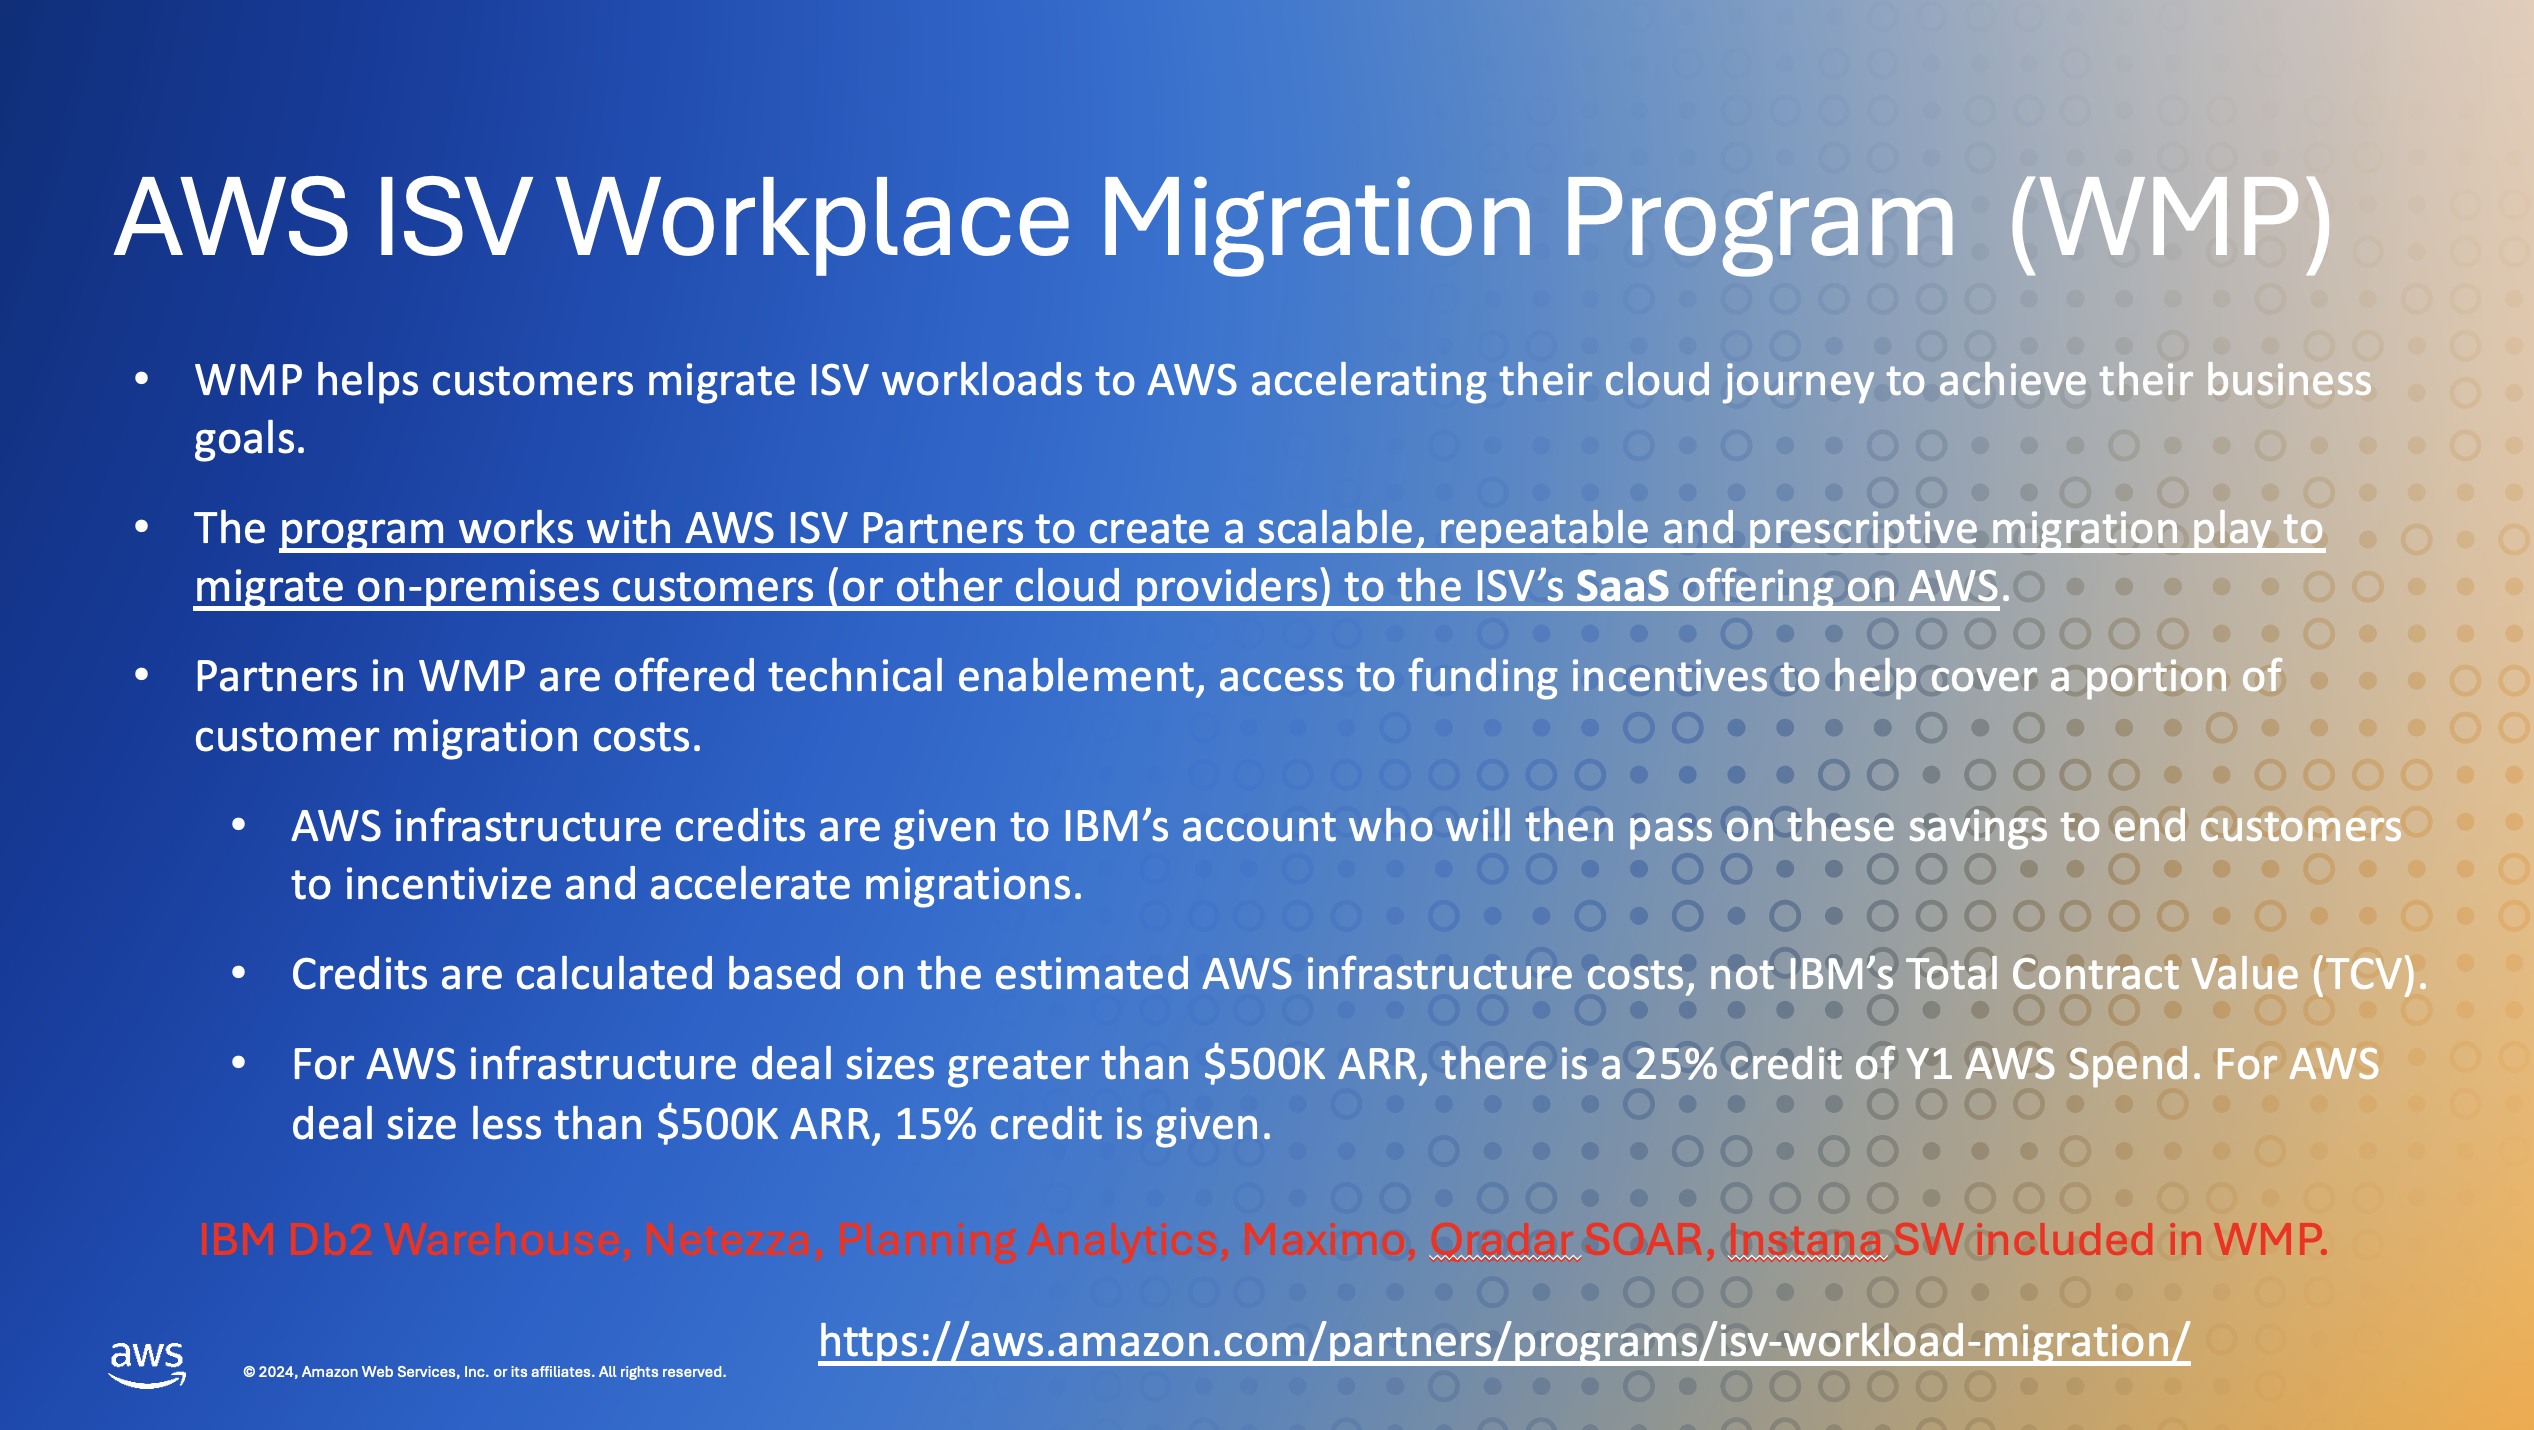 AWS ISV Workplace Migration Program (WMP)
• WMP helps customers migrate ISV workloads to AWS accelerating their cloud journey to achieve their business
goals.
• The program works with AWS ISV Partners to create a scalable, repeatable and prescriptive migration play to
migrate on-premises customers (or other cloud providers) to the ISV’s SaaS offering on AWS.
• Partners in WMP are offered technical enablement, access to funding incentives to help cover a portion of
customer migration costs.
• AWS infrastructure credits are given to IBM’s account who will then pass on these savings to end customers
to incentivize and accelerate migrations.
• Credits are calculated based on the estimated AWS infrastructure costs, not IBM’s Total Contract Value (TCV).
• For AWS infrastructure deal sizes greater than $500K ARR, there is a 25% credit of Y1 AWS Spend. For AWS
deal size less than $500K ARR, 15% credit is given.
IBM Db2 Warehouse, Netezza, Planning Analytics, Maximo, Qradar SOAR, Instana SW included in WMP.
https://aws.amazon.com/partners/programs/isv-workload-migration/
aws
© 2024, Amazon Web Services, Inc. or its affiliates. All rights reserved.